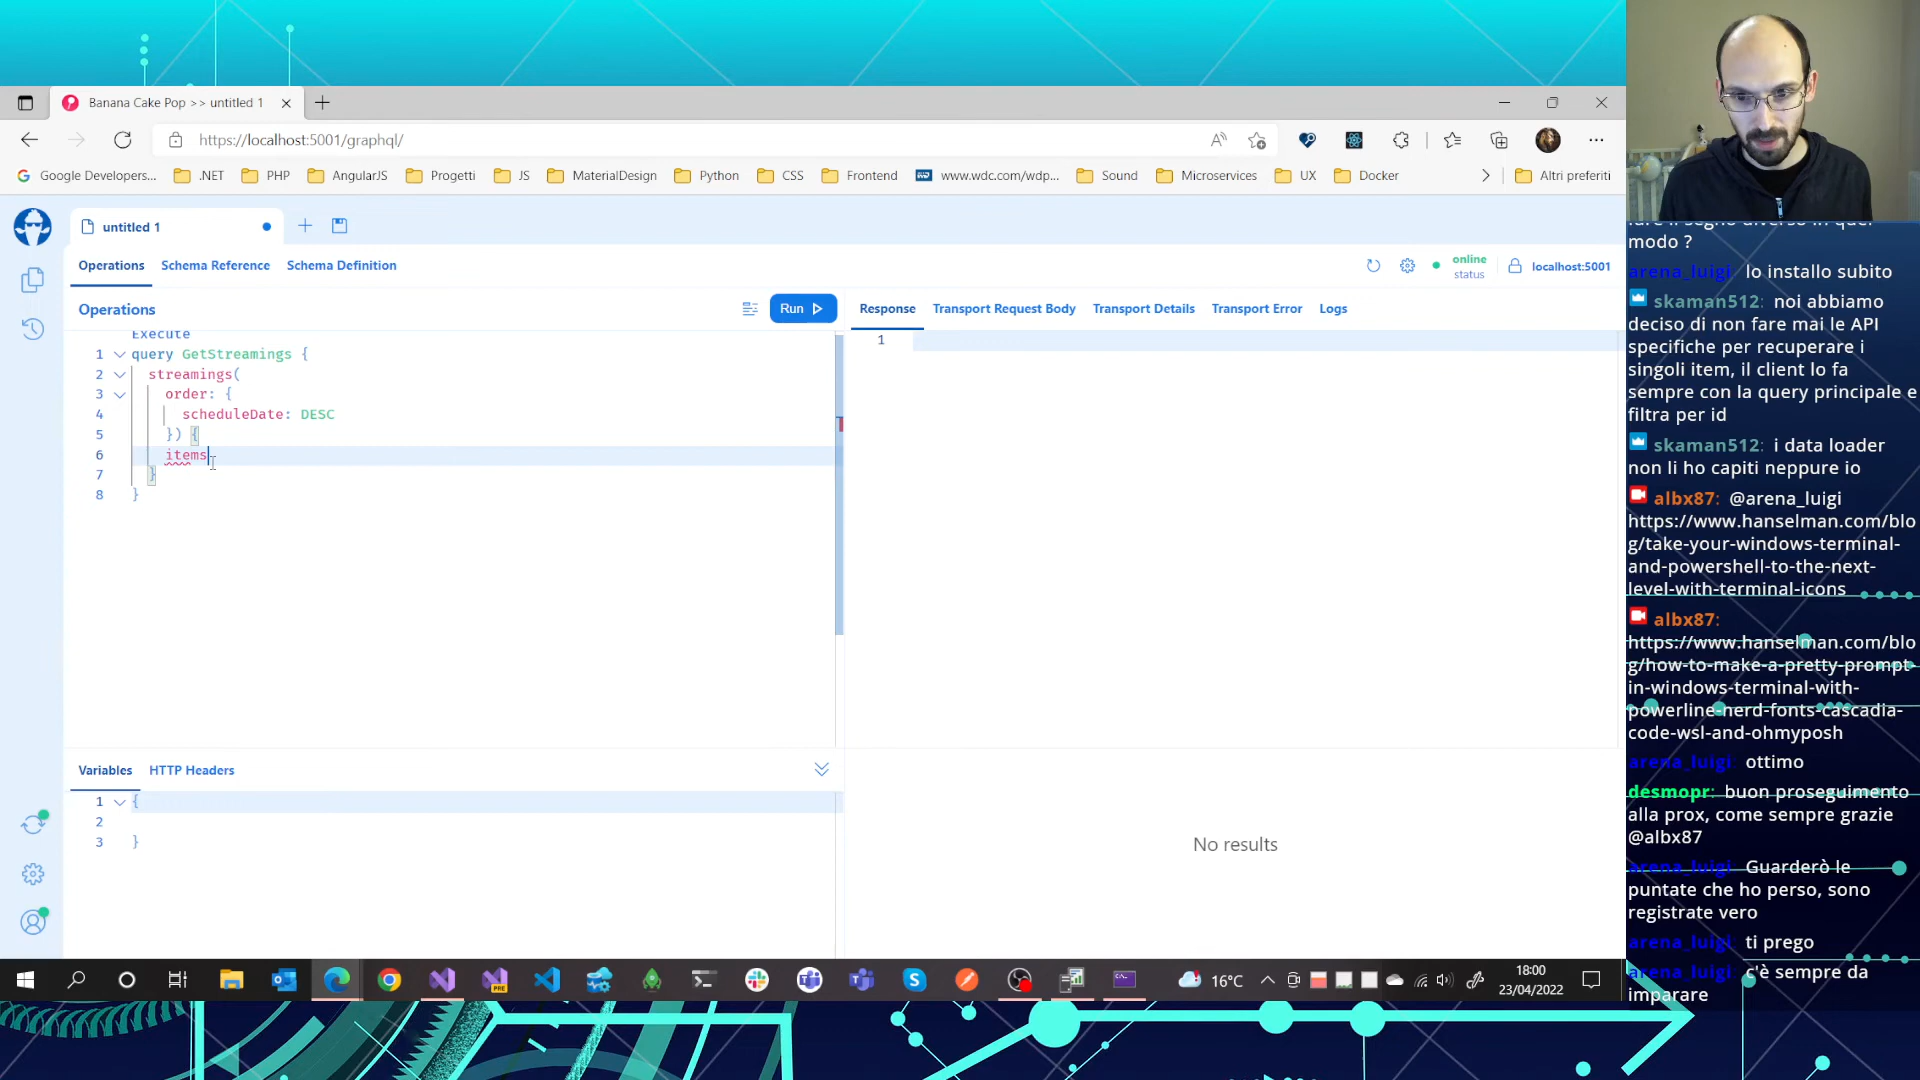 Banana Cake Pop >> untitled 1
https://localhost:5001/graphql/
Google Developers...
.NET
PHP
AngularJS
Progetti
JS
MaterialDesign
Python
CSS
Frontend
www.wdc.com/wdp...
Sound
Microservices
UX
Docker
Altri preferiti
untitled 1
Operations
Schema Reference
Schema Definition
online
status
localhost:5001
Operations
Run
Response
Transport Request Body
Transport Details
Transport Error
Logs
Execute
1 query GetStreamings {
2 streamings(
3 order: {
4 scheduleDate: DESC
5 }) {
6 items
7 }
8 }
1
Variables
HTTP Headers
1 {
2
3 }
No results
16°C
18:00
23/04/2022
PRE
modo ?
arena_luigi lo installo subito
skaman512: noi abbiamo
deciso di non fare mai le API
specifiche per recuperare i
singoli item, il client lo fa
sempre con la query principale e
filtra per id
skaman512: i data loader
non li ho capiti neppure io
albx87: @arena_luigi
https://www.hanselman.com/blo
g/take-your-windows-terminal-
and-powershell-to-the-next-
level-with-terminal-icons
albx87:
https://www.hanselman.com/blo
g/how-to-make-a-pretty-prompt-
in-windows-terminal-with-
powerline-nerd-fonts-cascadia-
code-wsl-and-ohmyposh
arena_luigi ottimo
desmopr: buon proseguimento
alla prox, come sempre grazie
@albx87
arena_luigi Guarderò le
puntate che ho perso, sono
registrate vero
arena_luigi ti prego
arena_luigi c'è sempre da
imparare